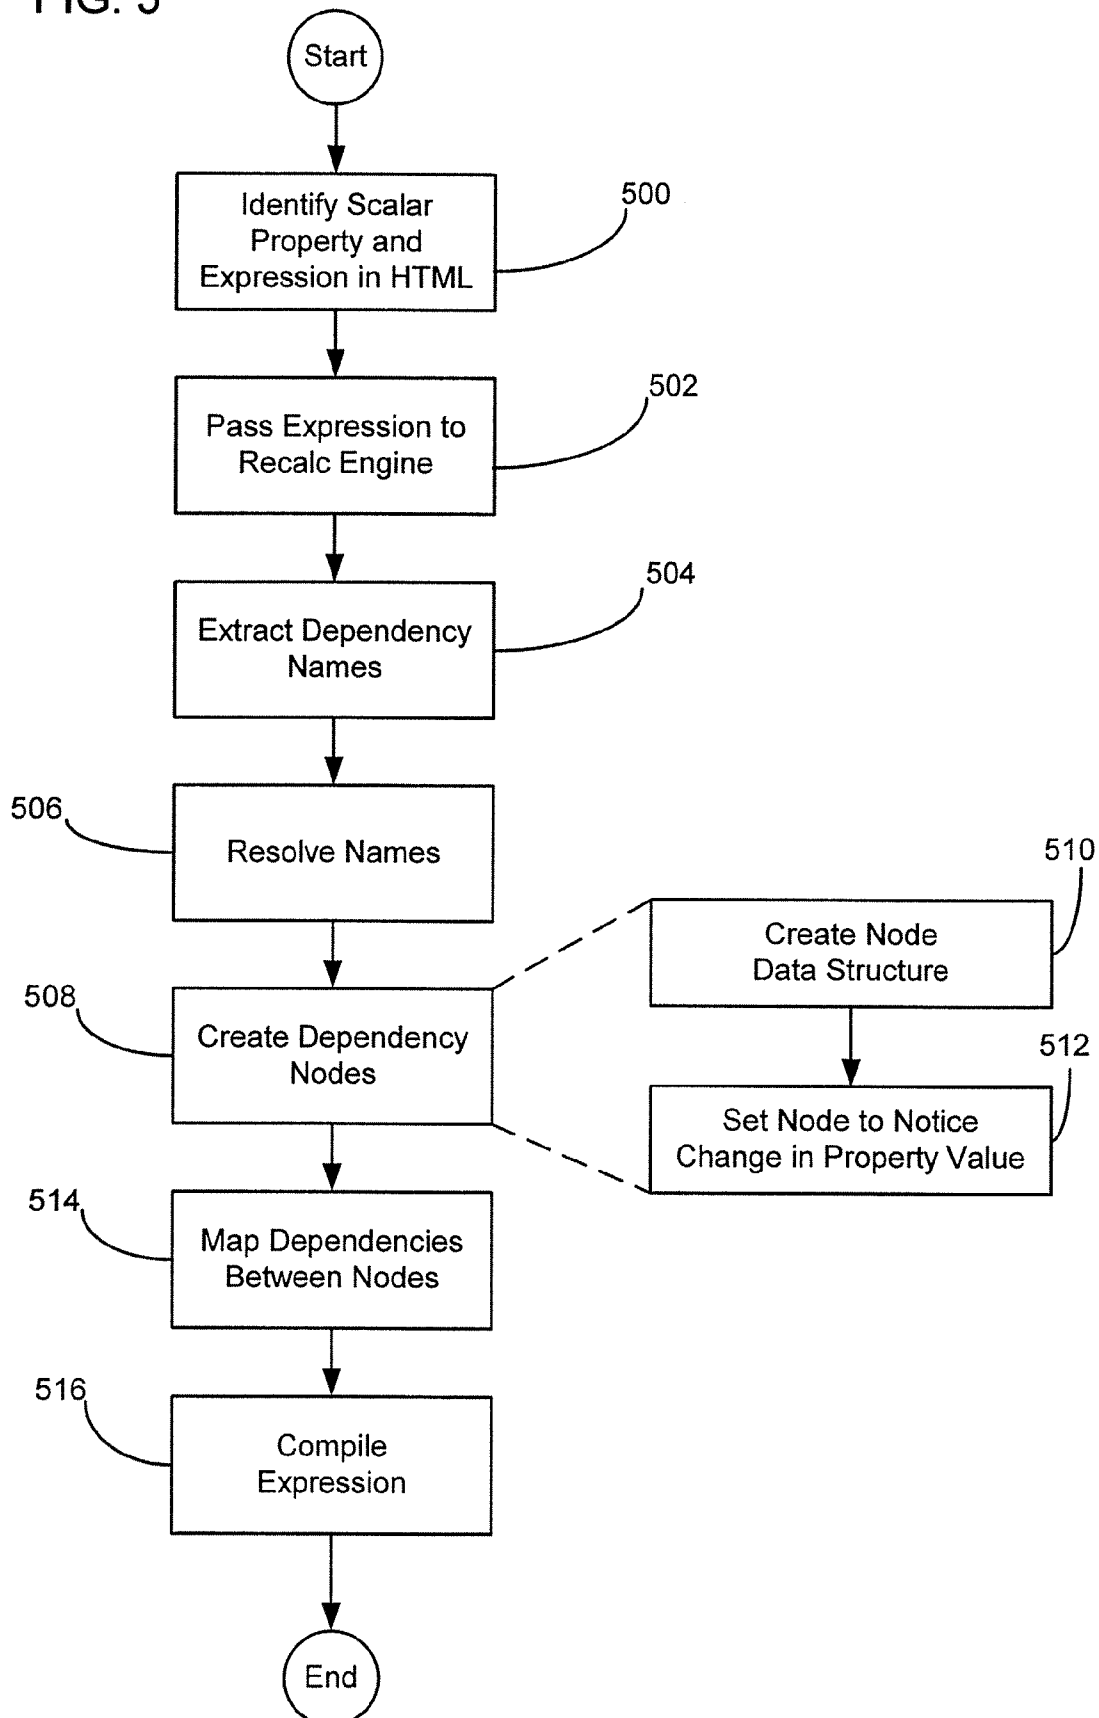 FIG. 5
Start
Identify Scalar
Property and
Expression in HTML
500
Pass Expression to
Recalc Engine
502
Extract Dependency
Names
504
506
Resolve Names
508
Create Dependency
Nodes
510
Create Node
Data Structure
512
Set Node to Notice
Change in Property Value
514
Map Dependencies
Between Nodes
516
Compile
Expression
End